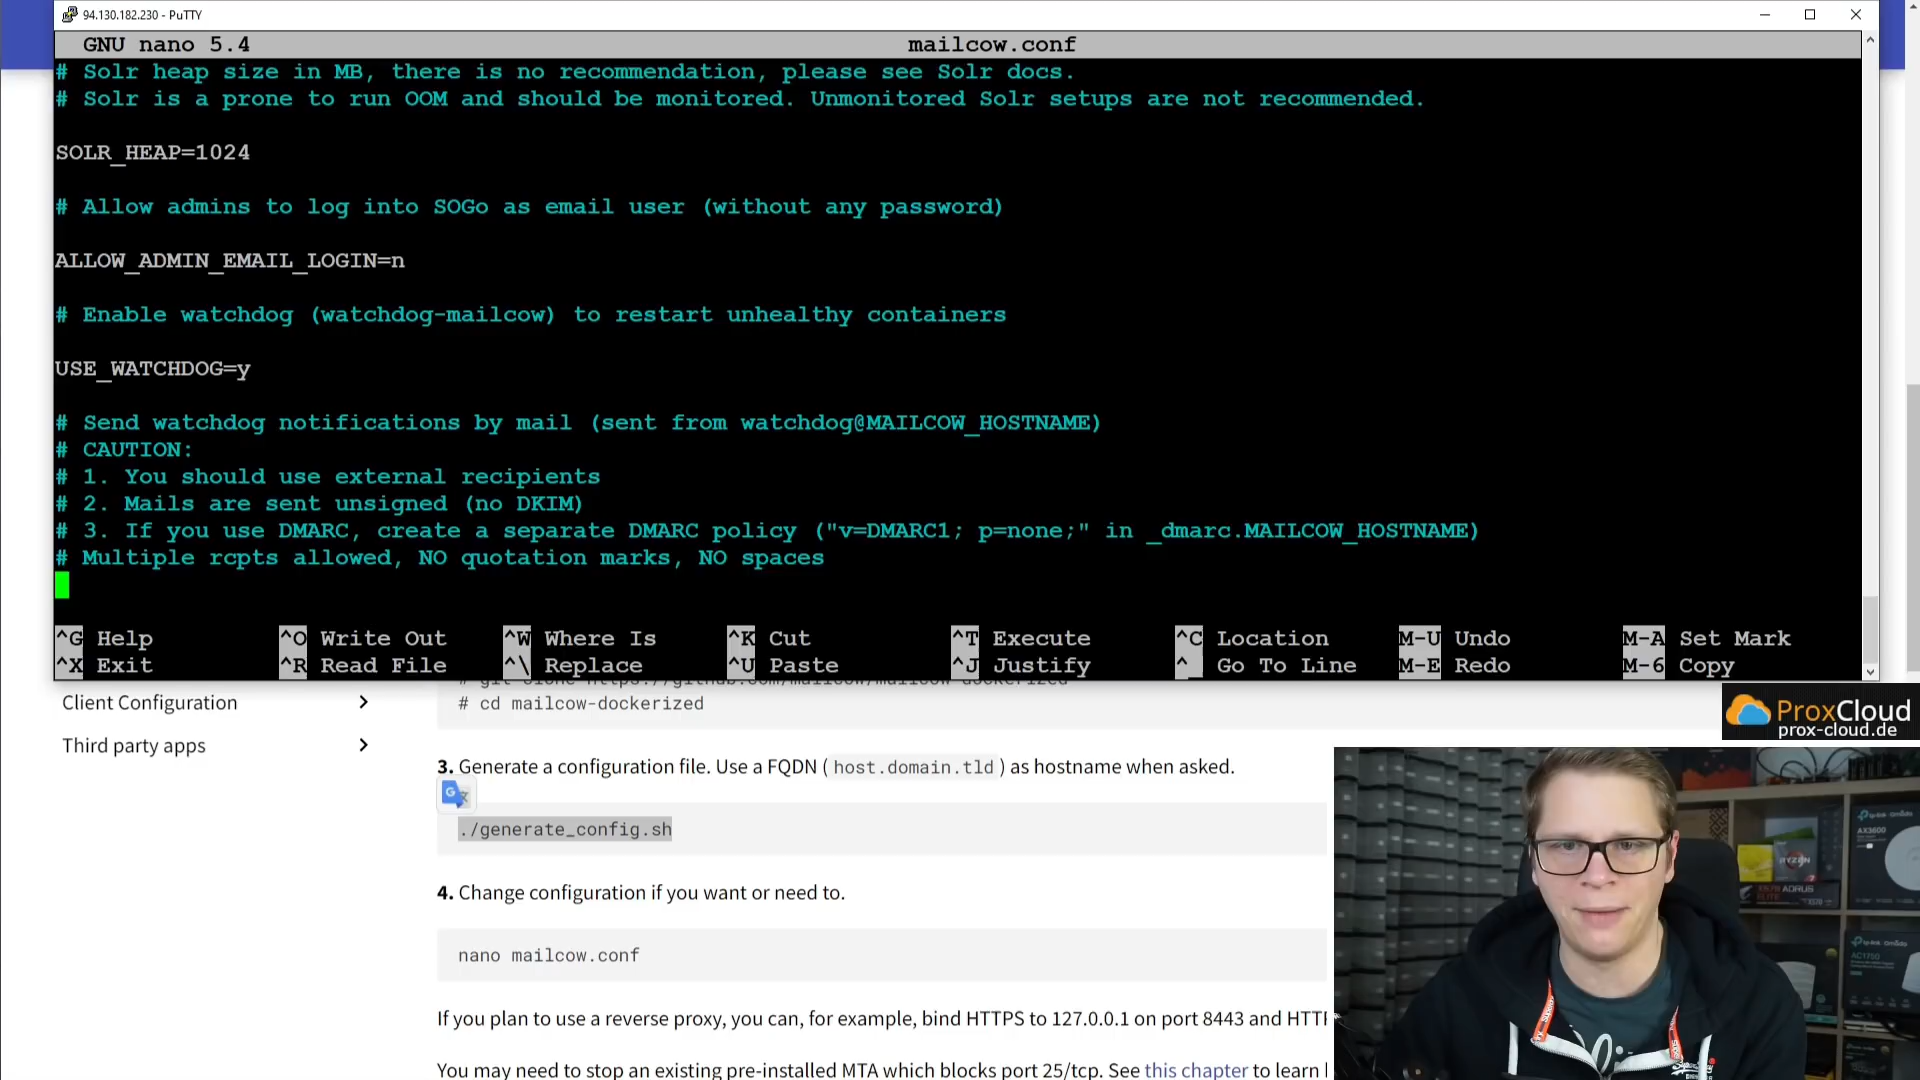 94.130.182.230 - PuTTY
GNU nano 5.4 mailcow.conf
# Solr heap size in MB, there is no recommendation, please see Solr docs.
# Solr is a prone to run OOM and should be monitored. Unmonitored Solr setups are not recommended.
SOLR_HEAP=1024
# Allow admins to log into SOGo as email user (without any password)
ALLOW_ADMIN_EMAIL_LOGIN=n
# Enable watchdog (watchdog-mailcow) to restart unhealthy containers
USE_WATCHDOG=y
# Send watchdog notifications by mail (sent from watchdog@MAILCOW_HOSTNAME)
# CAUTION:
# 1. You should use external recipients
# 2. Mails are sent unsigned (no DKIM)
# 3. If you use DMARC, create a separate DMARC policy ("v=DMARC1; p=none;" in _dmarc.MAILCOW_HOSTNAME)
# Multiple rcpts allowed, NO quotation marks, NO spaces
^G Help ^O Write Out ^W Where Is ^K Cut ^T Execute ^C Location M-U Undo M-A Set Mark
^X Exit ^R Read File ^\ Replace ^U Paste ^J Justify ^_ Go To Line M-E Redo M-6 Copy
# git clone https://github.com/mailcow/mailcow-dockerized
Client Configuration
# cd mailcow-dockerized
ProxCloud
prox-cloud.de
Third party apps
3. Generate a configuration file. Use a FQDN ( host.domain.tld ) as hostname when asked.
./generate_config.sh
AX3600
RYZEN
X570 AORUS
ELITE
4. Change configuration if you want or need to.
tp-link omada
AC1750
nano mailcow.conf
If you plan to use a reverse proxy, you can, for example, bind HTTPS to 127.0.0.1 on port 8443 and HTTP
You may need to stop an existing pre-installed MTA which blocks port 25/tcp. See this chapter to learn